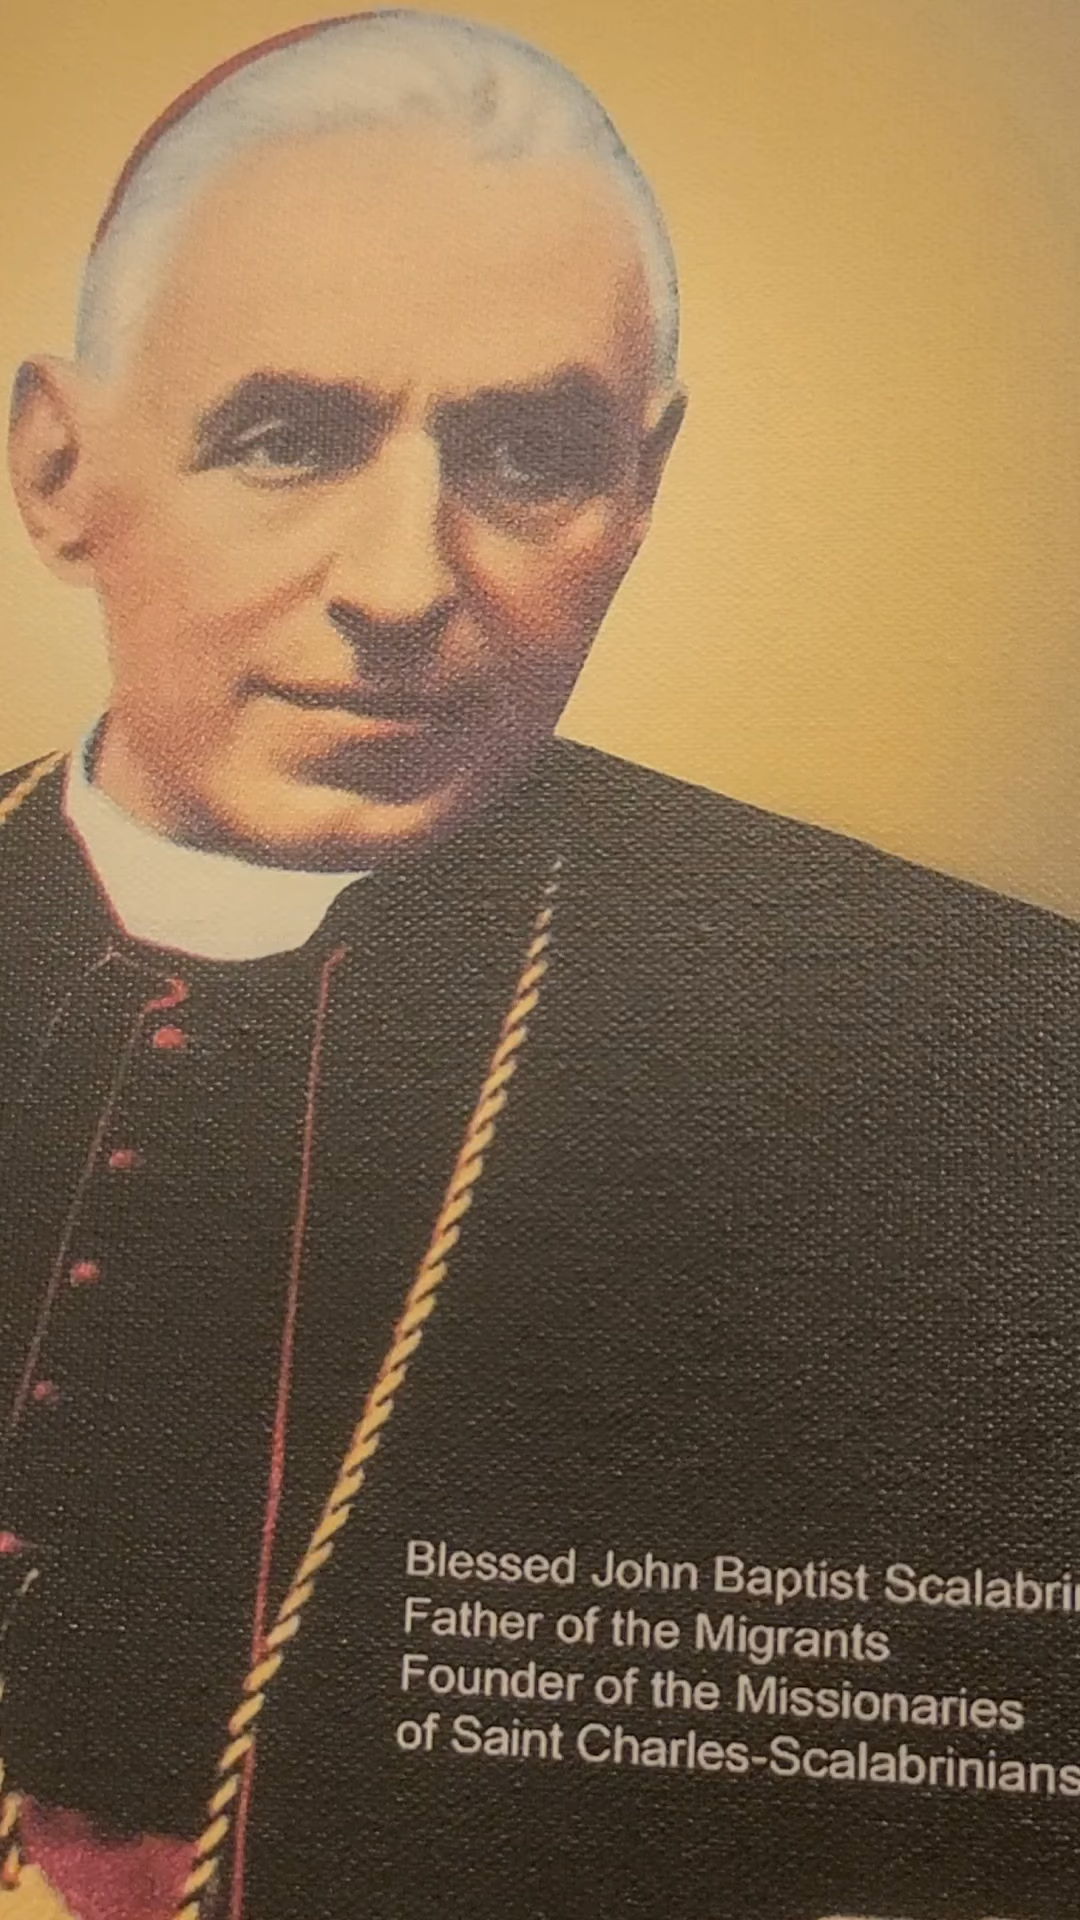 Blessed John Baptist Scalabri
Father of the Migrants
Founder of the Missionaries
of Saint Charles-Scalabrinians